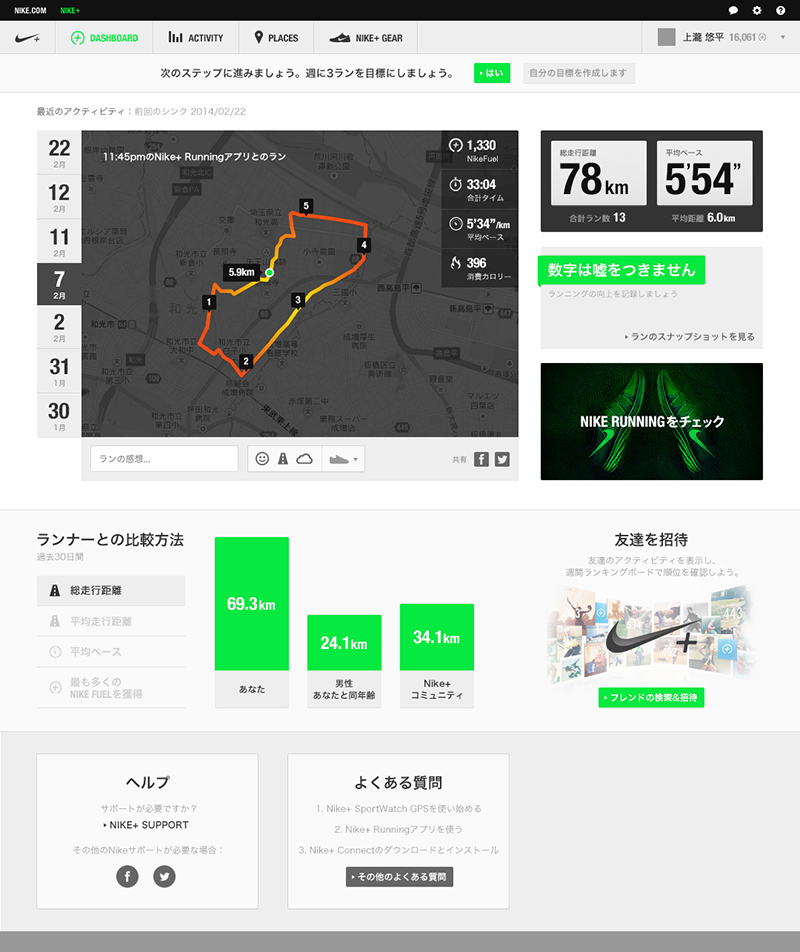 NIKE.COM NIKE+
DASHBOARD ACTIVITY PLACES NIKE+ GEAR 上瀧 悠平 16,061
次のステップに進みましょう。週に3ランを目標にしましょう。 はい 自分の目標を作成します
最近のアクティビティ：前回のシンク 2014/02/22
22
2月
12
2月
11
2月
7
2月
2
2月
31
1月
30
1月
11:45pmのNike+ Runningアプリとのラン
5.9km
1
2
3
4
5
1,330
NikeFuel
33:04
合計タイム
5'34"/km
平均ペース
396
消費カロリー
ランの感想...
共有
総走行距離
78km
合計ラン数 13
平均ペース
5'54"
平均距離 6.0km
数字は嘘をつきません
ランニングの向上を記録しましょう
ランのスナップショットを見る
NIKE RUNNINGをチェック
ランナーとの比較方法
過去30日間
総走行距離
平均走行距離
平均ペース
最も多くの
NIKE FUELを獲得
69.3km
あなた
24.1km
男性
あなたと同年齢
34.1km
Nike+
コミュニティ
友達を招待
友達のアクティビティを表示し、
週間ランキングボードで順位を確認しよう。
フレンドの検索&招待
ヘルプ
サポートが必要ですか？
NIKE+ SUPPORT
その他のNikeサポートが必要な場合：
よくある質問
1. Nike+ SportWatch GPSを使い始める
2. Nike+ Runningアプリを使う
3. Nike+ Connectのダウンロードとインストール
その他のよくある質問